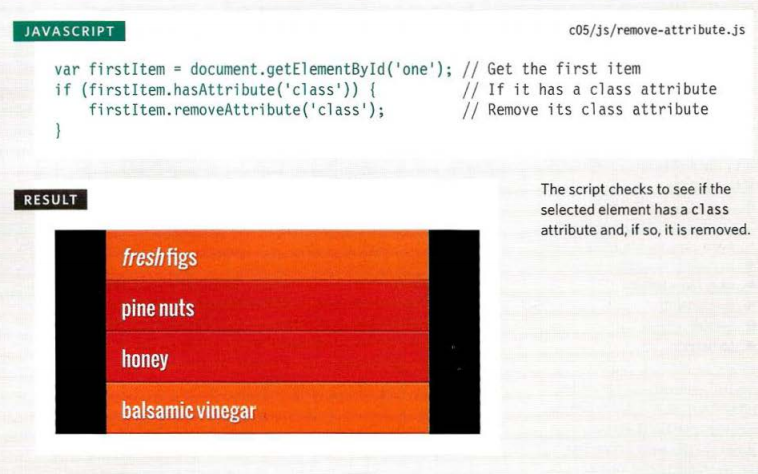 JAVASCRIPT
c05/js/remove-attribute.js
var firstItem = document.getElementById('one'); // Get the first item
if (firstItem.hasAttribute('class')) { // If it has a class attribute
firstItem.removeAttribute('class'); // Remove its class attribute
}
RESULT
fresh figs
pine nuts
honey
balsamic vinegar
The script checks to see if the
selected element has a class
attribute and, if so, it is removed.